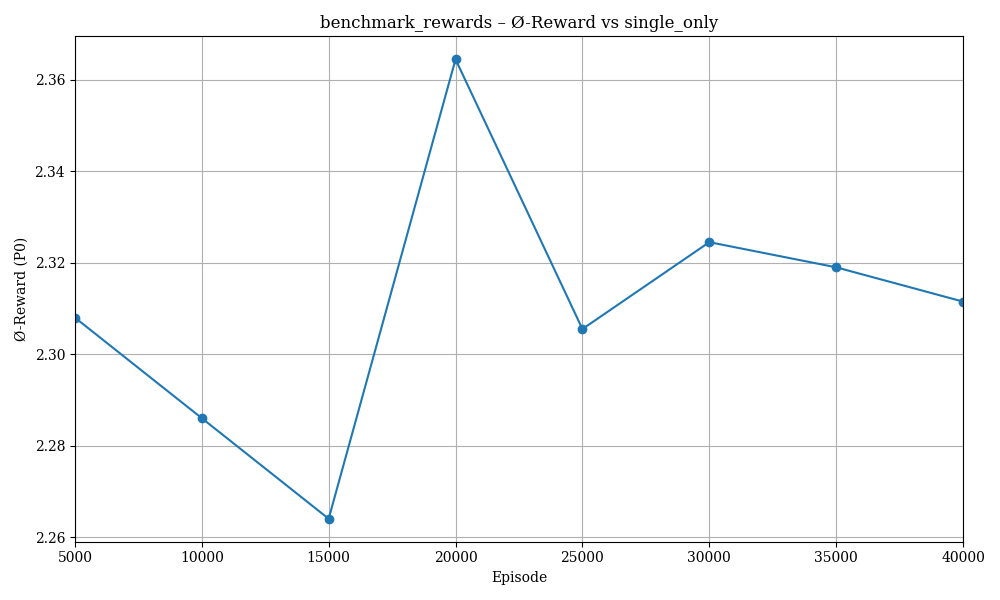 benchmark_rewards – Ø-Reward vs single_only
Ø-Reward (P0)
2.36
2.34
2.32
2.30
2.28
2.26
5000 10000 15000 20000 25000 30000 35000 40000
Episode